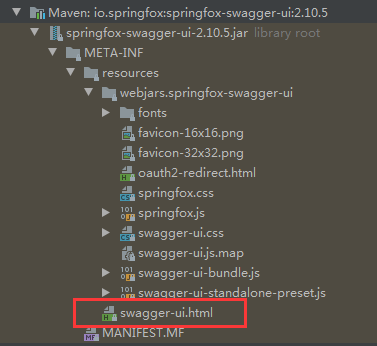 Maven: io.springfox:springfox-swagger-ui:2.10.5
springfox-swagger-ui-2.10.5.jar library root
META-INF
resources
webjars.springfox-swagger-ui
fonts
favicon-16x16.png
favicon-32x32.png
oauth2-redirect.html
springfox.css
springfox.js
swagger-ui.css
swagger-ui.js.map
swagger-ui-bundle.js
swagger-ui-standalone-preset.js
swagger-ui.html
MANIFEST.MF